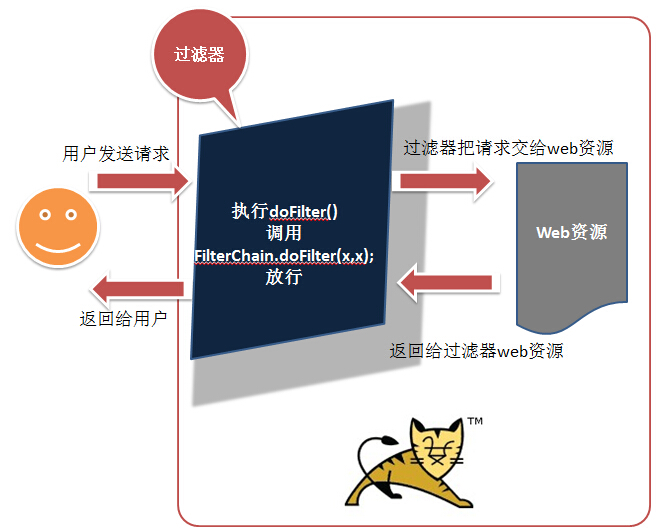 过滤器
用户发送请求
过滤器把请求交给web资源
执行doFilter()
调用
FilterChain.doFilter(x,x);
放行
Web资源
返回给用户
返回给过滤器web资源
TM